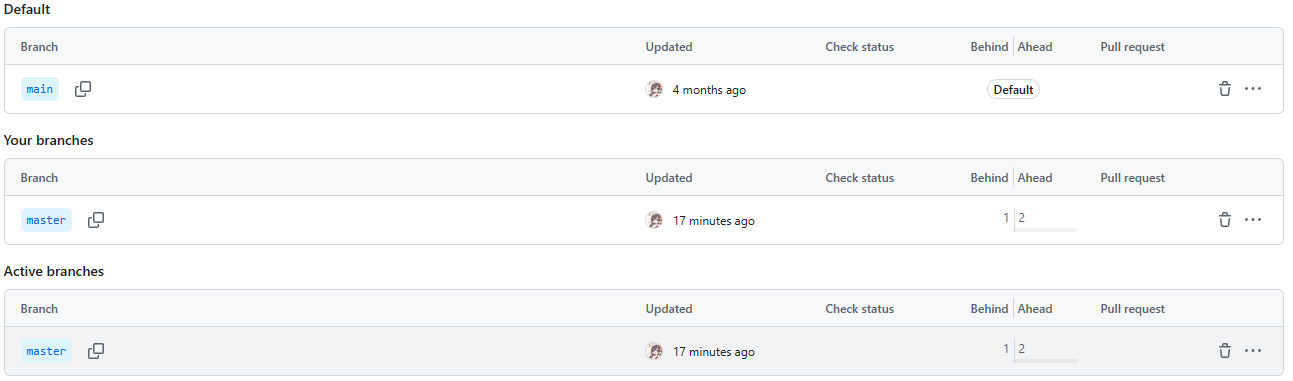 Default
Branch Updated Check status Behind Ahead Pull request
main 4 months ago Default
Your branches
Branch Updated Check status Behind Ahead Pull request
master 17 minutes ago 1 2
Active branches
Branch Updated Check status Behind Ahead Pull request
master 17 minutes ago 1 2